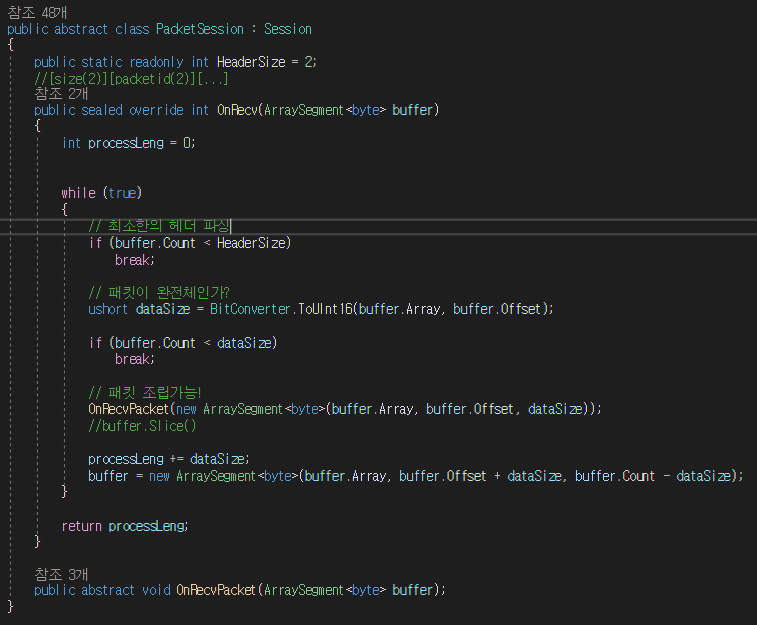 참조 48개
public abstract class PacketSession : Session
{
public static readonly int HeaderSize = 2;
//[size(2)][packetid(2)][...]
참조 2개
public sealed override int OnRecv(ArraySegment<byte> buffer)
{
int processLeng = 0;
while (true)
{
// 최소한의 헤더 파싱
if (buffer.Count < HeaderSize)
break;
// 패킷이 완전체인가?
ushort dataSize = BitConverter.ToUInt16(buffer.Array, buffer.Offset);
if (buffer.Count < dataSize)
break;
// 패킷 조립가능!
OnRecvPacket(new ArraySegment<byte>(buffer.Array, buffer.Offset, dataSize));
//buffer.Slice()
processLeng += dataSize;
buffer = new ArraySegment<byte>(buffer.Array, buffer.Offset + dataSize, buffer.Count - dataSize);
}
return processLeng;
}
참조 3개
public abstract void OnRecvPacket(ArraySegment<byte> buffer);
}